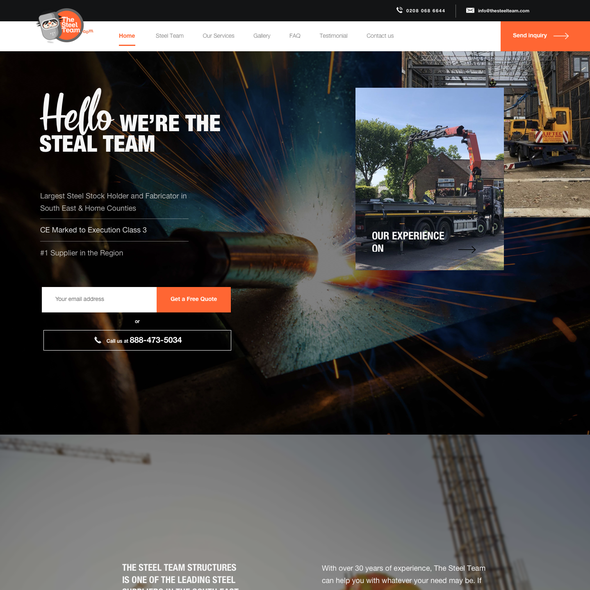 0208 068 6644
info@thesteelteam.com
The
Steel
Team
Home
Steel Team
Our Services
Gallery
FAQ
Testimonial
Contact us
Send inquiry
Hello WE'RE THE
STEAL TEAM
Largest Steel Stock Holder and Fabricator in
South East & Home Counties
CE Marked to Execution Class 3
#1 Supplier in the Region
OUR EXPERIENCE
ON
Your email address
Get a Free Quote
or
Call us at 888-473-5034
THE STEEL TEAM STRUCTURES
IS ONE OF THE LEADING STEEL
With over 30 years of experience, The Steel Team
can help you with whatever your need may be. If